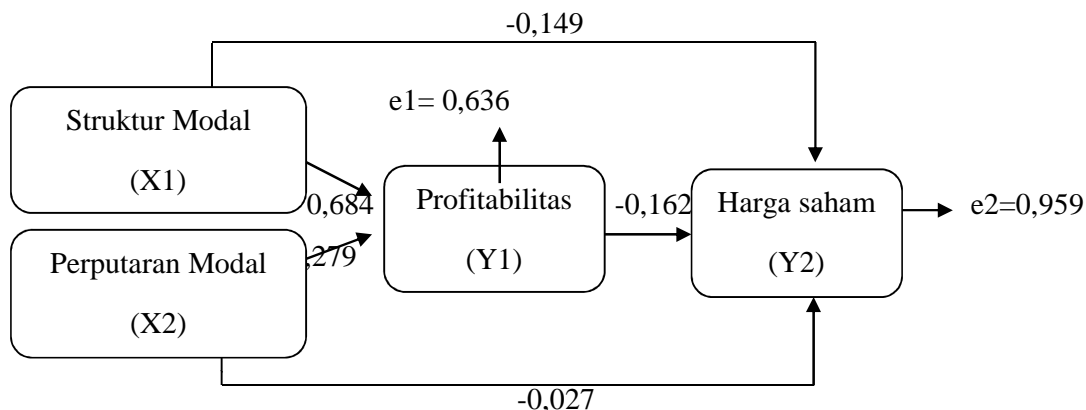 -0,149
Struktur Modal
(X1)
e1= 0,636
0,684
Profitabilitas
(Y1)
-0,162
Harga saham
(Y2)
e2=0,959
Perputaran Modal
(X2)
,279
-0,027